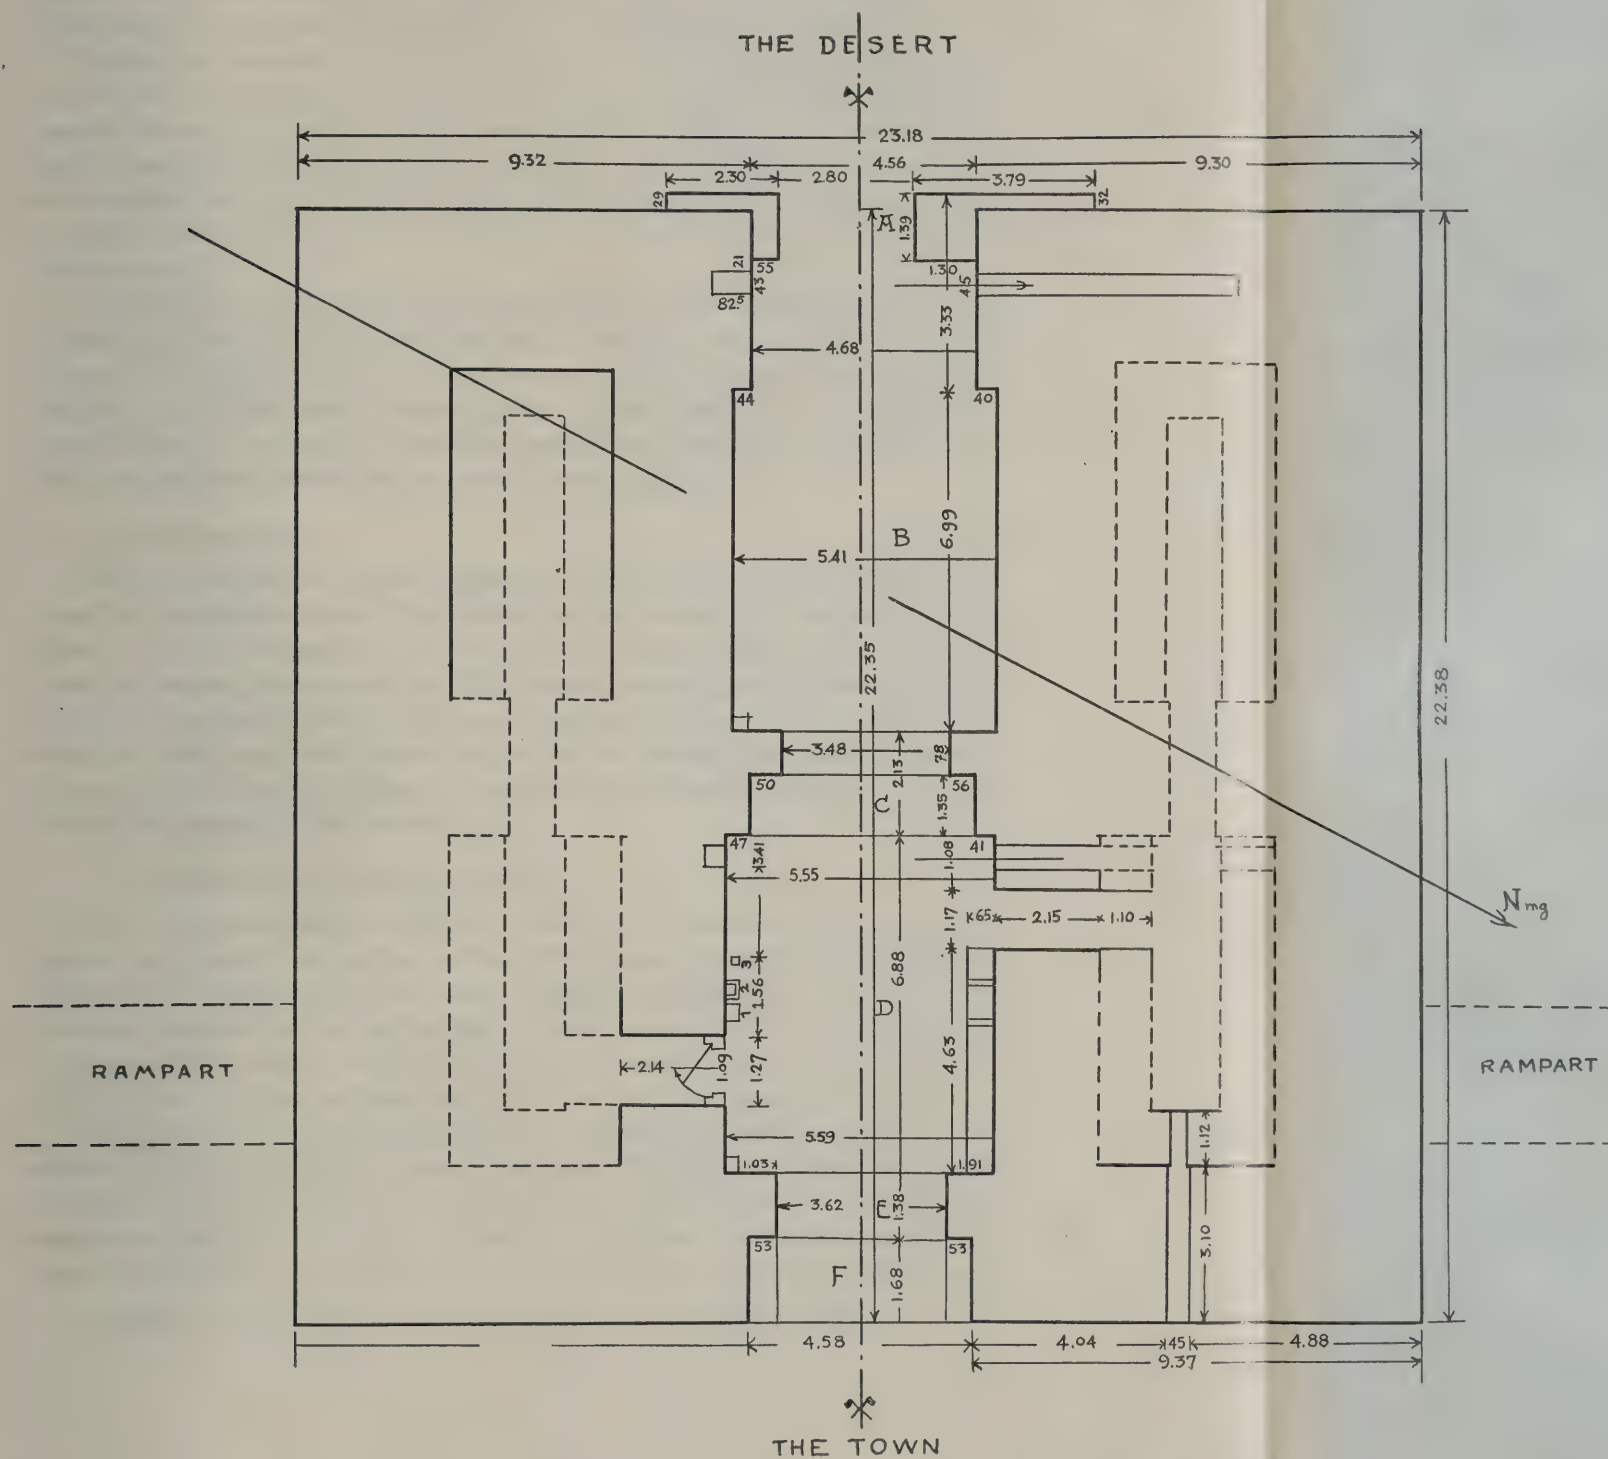 THE DESERT
23.18
9.32 4.56 9.30
2.30 2.80 3.79
29 32
A
1.39
21 55 1.30
43 45
82⁵
3.33
4.68
44 40
B
6.99
5.41
22.35
22.38
3.48 78
2.13
50 56
C
1.35
47 41
3.41 1.08
5.55
N mg
65 2.15 1.10
1.17
3
2 1.56
1
6.88
D
RAMPART
2.14 1.09 1.27
4.63
RAMPART
1.12
5.59
1.03 1.91
3.62 E 1.38
53 53
3.10
F
1.68
4.58 4.04 45 4.88
9.37
THE TOWN